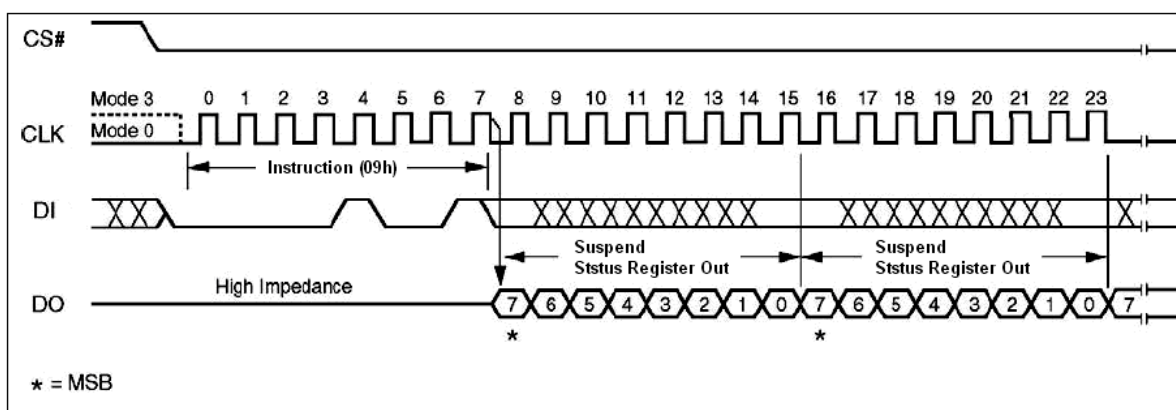 CS#
Mode 3 0 1 2 3 4 5 6 7 8 9 10 11 12 13 14 15 16 17 18 19 20 21 22 23
CLK Mode 0
Instruction (09h)
DI
Suspend Suspend
Ststus Register Out Ststus Register Out
High Impedance
DO 7 6 5 4 3 2 1 0 7 6 5 4 3 2 1 0 7
* *
* = MSB